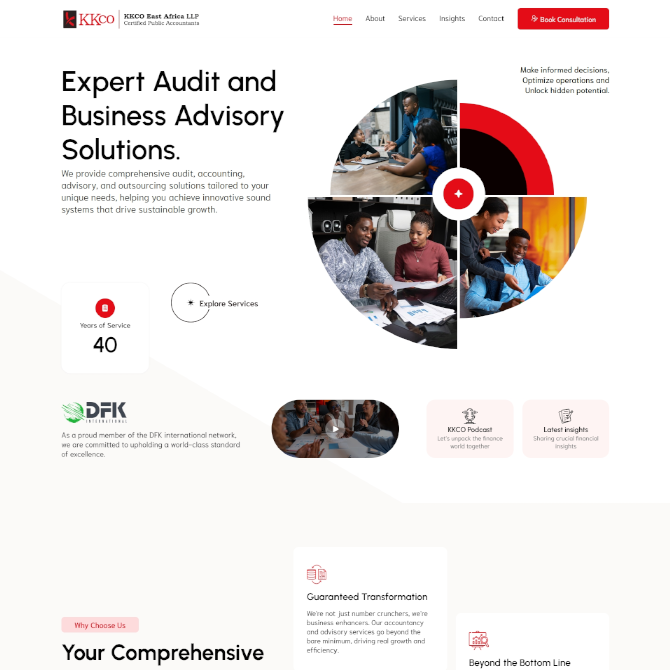 KKCO
KKCO East Africa LLP
Certified Public Accountants
Home
About
Services
Insights
Contact
Book Consultation
Expert Audit and
Business Advisory
Solutions.
We provide comprehensive audit, accounting,
advisory, and outsourcing solutions tailored to your
unique needs, helping you achieve innovative sound
systems that drive sustainable growth.
Make informed decisions,
Optimize operations and
Unlock hidden potential.
Years of Service
40
Explore Services
DFK
INTERNATIONAL
As a proud member of the DFK international network,
we are committed to upholding a world-class standard
of excellence.
KKCO Podcast
Let's unpack the finance
world together
Latest insights
Sharing crucial financial
insights
Why Choose Us
Your Comprehensive
Guaranteed Transformation
We're not just number crunchers, we're
business enhancers. Our accountancy
and advisory services go beyond the
bare minimum, driving real growth and
efficiency.
Beyond the Bottom Line